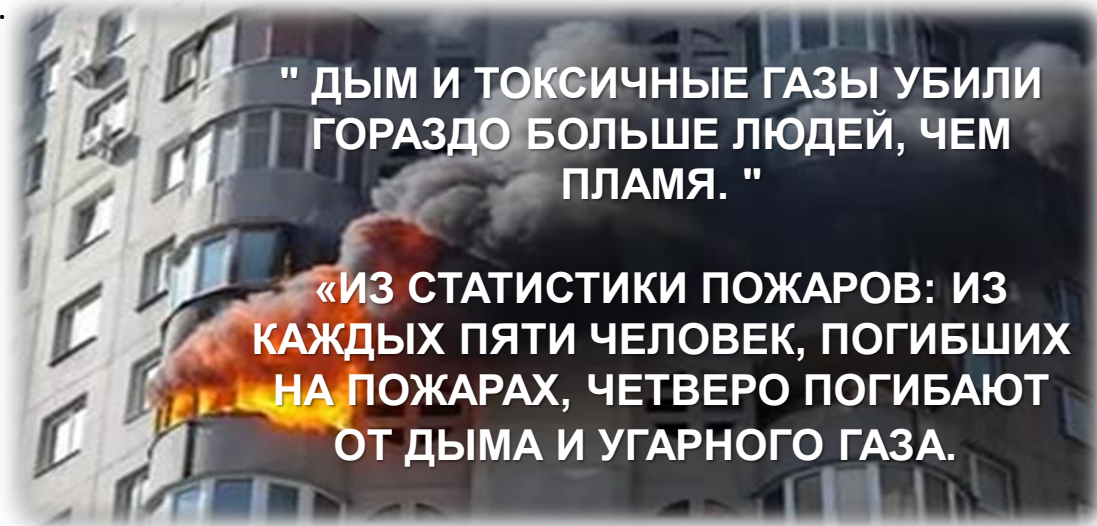 .
" ДЫМ И ТОКСИЧНЫЕ ГАЗЫ УБИЛИ
ГОРАЗДО БОЛЬШЕ ЛЮДЕЙ, ЧЕМ
ПЛАМЯ. "
«ИЗ СТАТИСТИКИ ПОЖАРОВ: ИЗ
КАЖДЫХ ПЯТИ ЧЕЛОВЕК, ПОГИБШИХ
НА ПОЖАРАХ, ЧЕТВЕРО ПОГИБАЮТ
ОТ ДЫМА И УГАРНОГО ГАЗА.